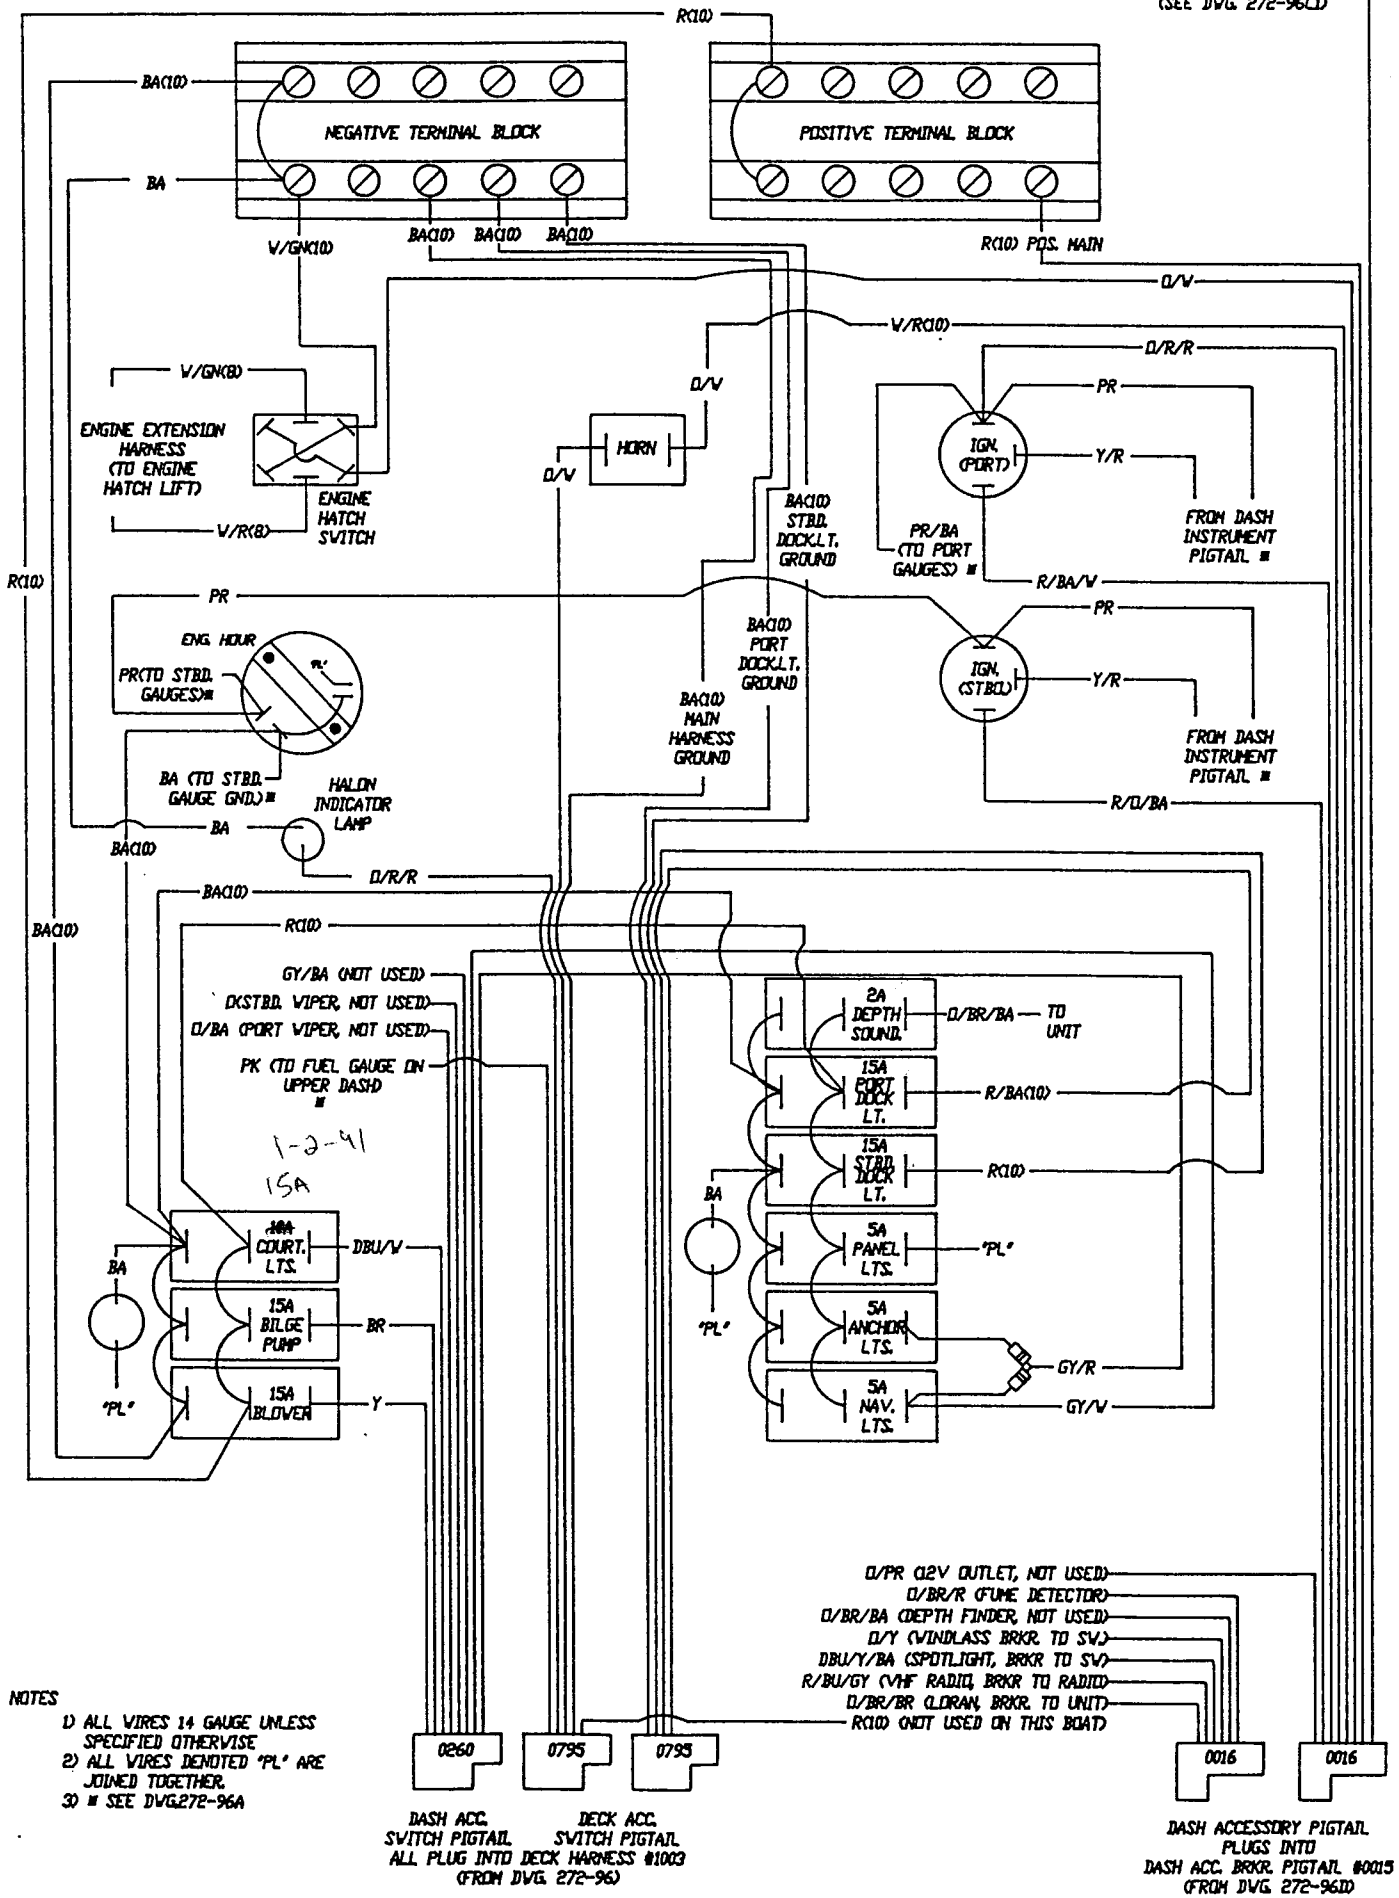 (SEE DWG. 272-96C1)
R(10)
BA(10)
NEGATIVE TERMINAL BLOCK
POSITIVE TERMINAL BLOCK
BA
W/GN(10)
BA(10)
BA(10)
BA(10)
R(10) POS. MAIN
O/W
W/R(10)
O/R/R
W/GN(8)
O/W
PR
ENGINE EXTENSION
HARNESS
(TO ENGINE
HATCH LIFT)
HORN
IGN.
(PORT)
Y/R
O/W
ENGINE
HATCH
SWITCH
W/R(8)
BA(10)
STBD.
DOCK.LT.
GROUND
PR/BA
(TO PORT
GAUGES) *
FROM DASH
INSTRUMENT
PIGTAIL *
R(10)
R/BA/W
PR
PR
ENG. HOUR
"PL"
PR(TO STBD.
GAUGES)*
BA(10)
PORT
DOCK.LT.
GROUND
IGN.
(STBD.)
Y/R
BA(10)
MAIN
HARNESS
GROUND
FROM DASH
INSTRUMENT
PIGTAIL *
BA (TO STBD.
GAUGE GND.)*
HALON
INDICATOR
LAMP
R/O/BA
BA
BA(10)
O/R/R
BA(10)
BA(10)
R(10)
GY/BA (NOT USED)
O(STBD. WIPER, NOT USED)
O/BA (PORT WIPER, NOT USED)
PK (TO FUEL GAUGE ON
UPPER DASH)
*
2A
DEPTH
SOUND.
O/BR/BA
TO
UNIT
15A
PORT
DOCK
LT.
R/BA(10)
1-2-91
15A
15A
STBD.
DOCK
LT.
R(10)
BA
10A
COURT.
LTS.
DBU/W
5A
PANEL
LTS.
"PL"
BA
15A
BILGE
PUMP
BR
"PL"
5A
ANCHOR
LTS.
GY/R
"PL"
15A
BLOWER
Y
5A
NAV.
LTS.
GY/W
O/PR (12V OUTLET, NOT USED)
O/BR/R (FUME DETECTOR)
O/BR/BA (DEPTH FINDER, NOT USED)
O/Y (WINDLASS BRKR. TO SW.)
DBU/Y/BA (SPOTLIGHT, BRKR TO SW)
R/BU/GY (VHF RADIO, BRKR TO RADIO)
O/BR/BR (LORAN, BRKR. TO UNIT)
R(10) (NOT USED ON THIS BOAT)
NOTES
1) ALL WIRES 14 GAUGE UNLESS
SPECIFIED OTHERWISE
2) ALL WIRES DENOTED "PL" ARE
JOINED TOGETHER.
3) * SEE DWG.272-96A
0260
0795
0795
0016
0016
DASH ACC.
SWITCH PIGTAIL
DECK ACC.
SWITCH PIGTAIL
ALL PLUG INTO DECK HARNESS #1003
(FROM DWG. 272-96)
DASH ACCESSORY PIGTAIL
PLUGS INTO
DASH ACC. BRKR. PIGTAIL #0015
(FROM DWG. 272-96D)